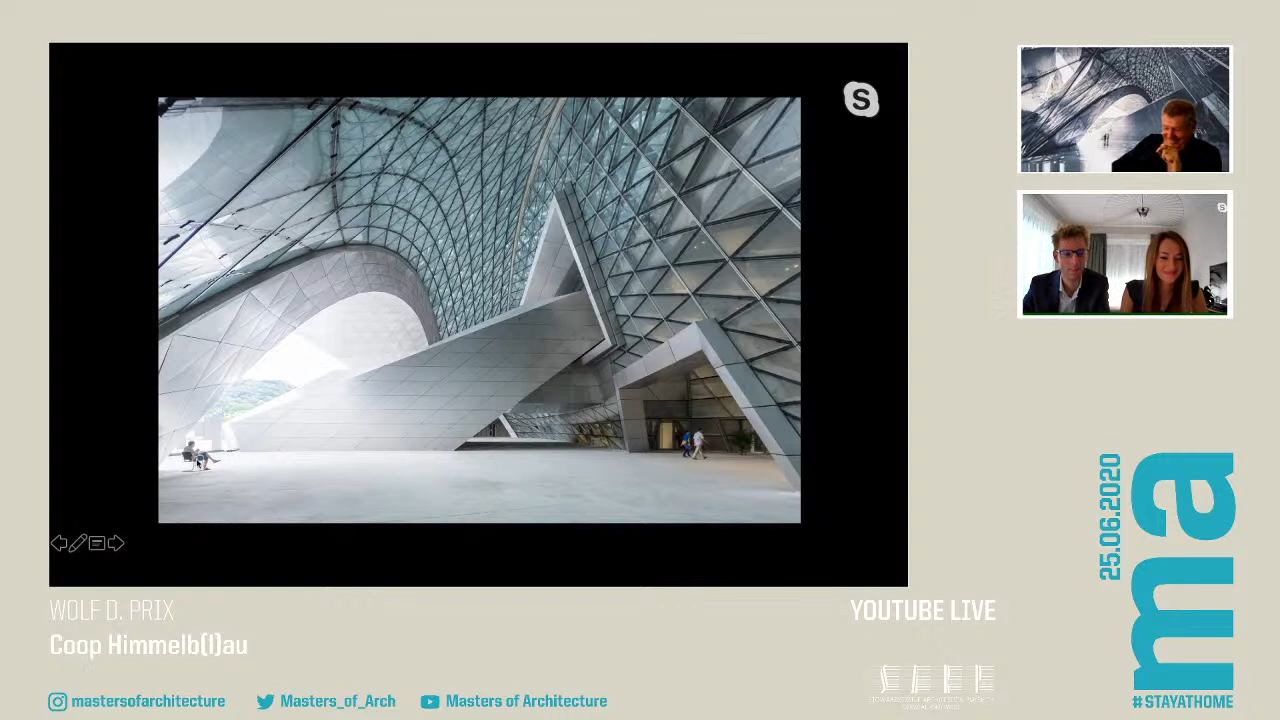 S
S
WOLF D. PRIX
Coop Himmelb(l)au
YOUTUBE LIVE
25.06.2020
ma
#STAYATHOME
mastersofarchitecture
Masters_of_Arch
Masters of Architecture